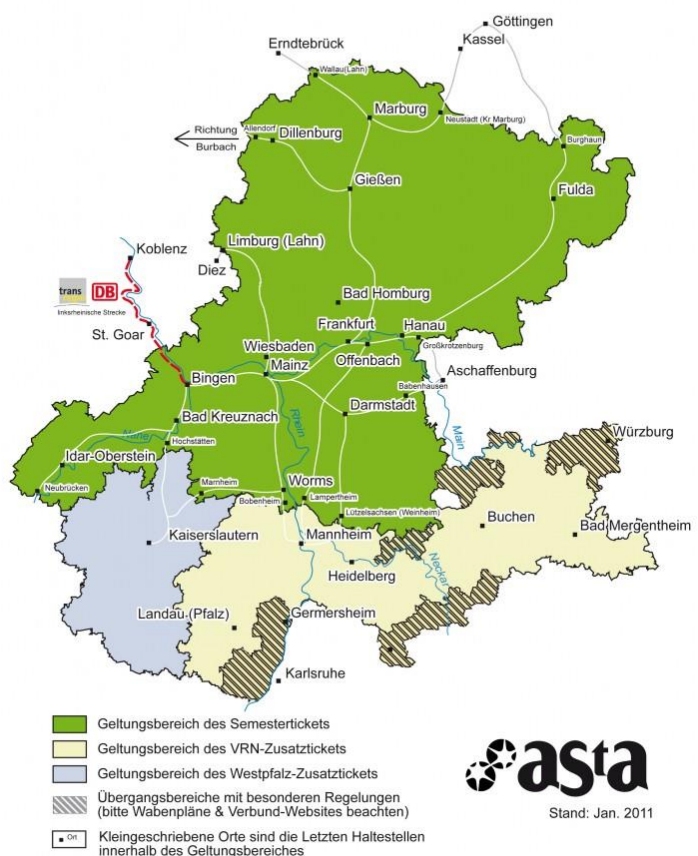 Göttingen
Kassel
Erndtebrück
Wallau(Lahn)
Marburg
Neustadt (Kr Marburg)
Richtung
Burbach
Allendorf
Dillenburg
Burghaun
Gießen
Fulda
Koblenz
Limburg (Lahn)
Diez
trans
DB
linksrheinische Strecke
St. Goar
Bad Homburg
Frankfurt
Hanau
Großkrotzenburg
Wiesbaden
Mainz
Offenbach
Aschaffenburg
Bingen
Babenhausen
Darmstadt
Bad Kreuznach
Rhein
Main
Nahe
Hochstätten
Würzburg
Idar-Oberstein
Neubrücken
Marnheim
Worms
Bobenheim
Lampertheim
Lützelsachsen (Weinheim)
Buchen
Bad Mergentheim
Kaiserslautern
Mannheim
Heidelberg
Neckar
Landau (Pfalz)
Germersheim
Karlsruhe
Geltungsbereich des Semestertickets
Geltungsbereich des VRN-Zusatztickets
Geltungsbereich des Westpfalz-Zusatztickets
Übergangsbereiche mit besonderen Regelungen
(bitte Wabenpläne & Verbund-Websites beachten)
Ort
Kleingeschriebene Orte sind die Letzten Haltestellen
innerhalb des Geltungsbereiches
asta
Stand: Jan. 2011